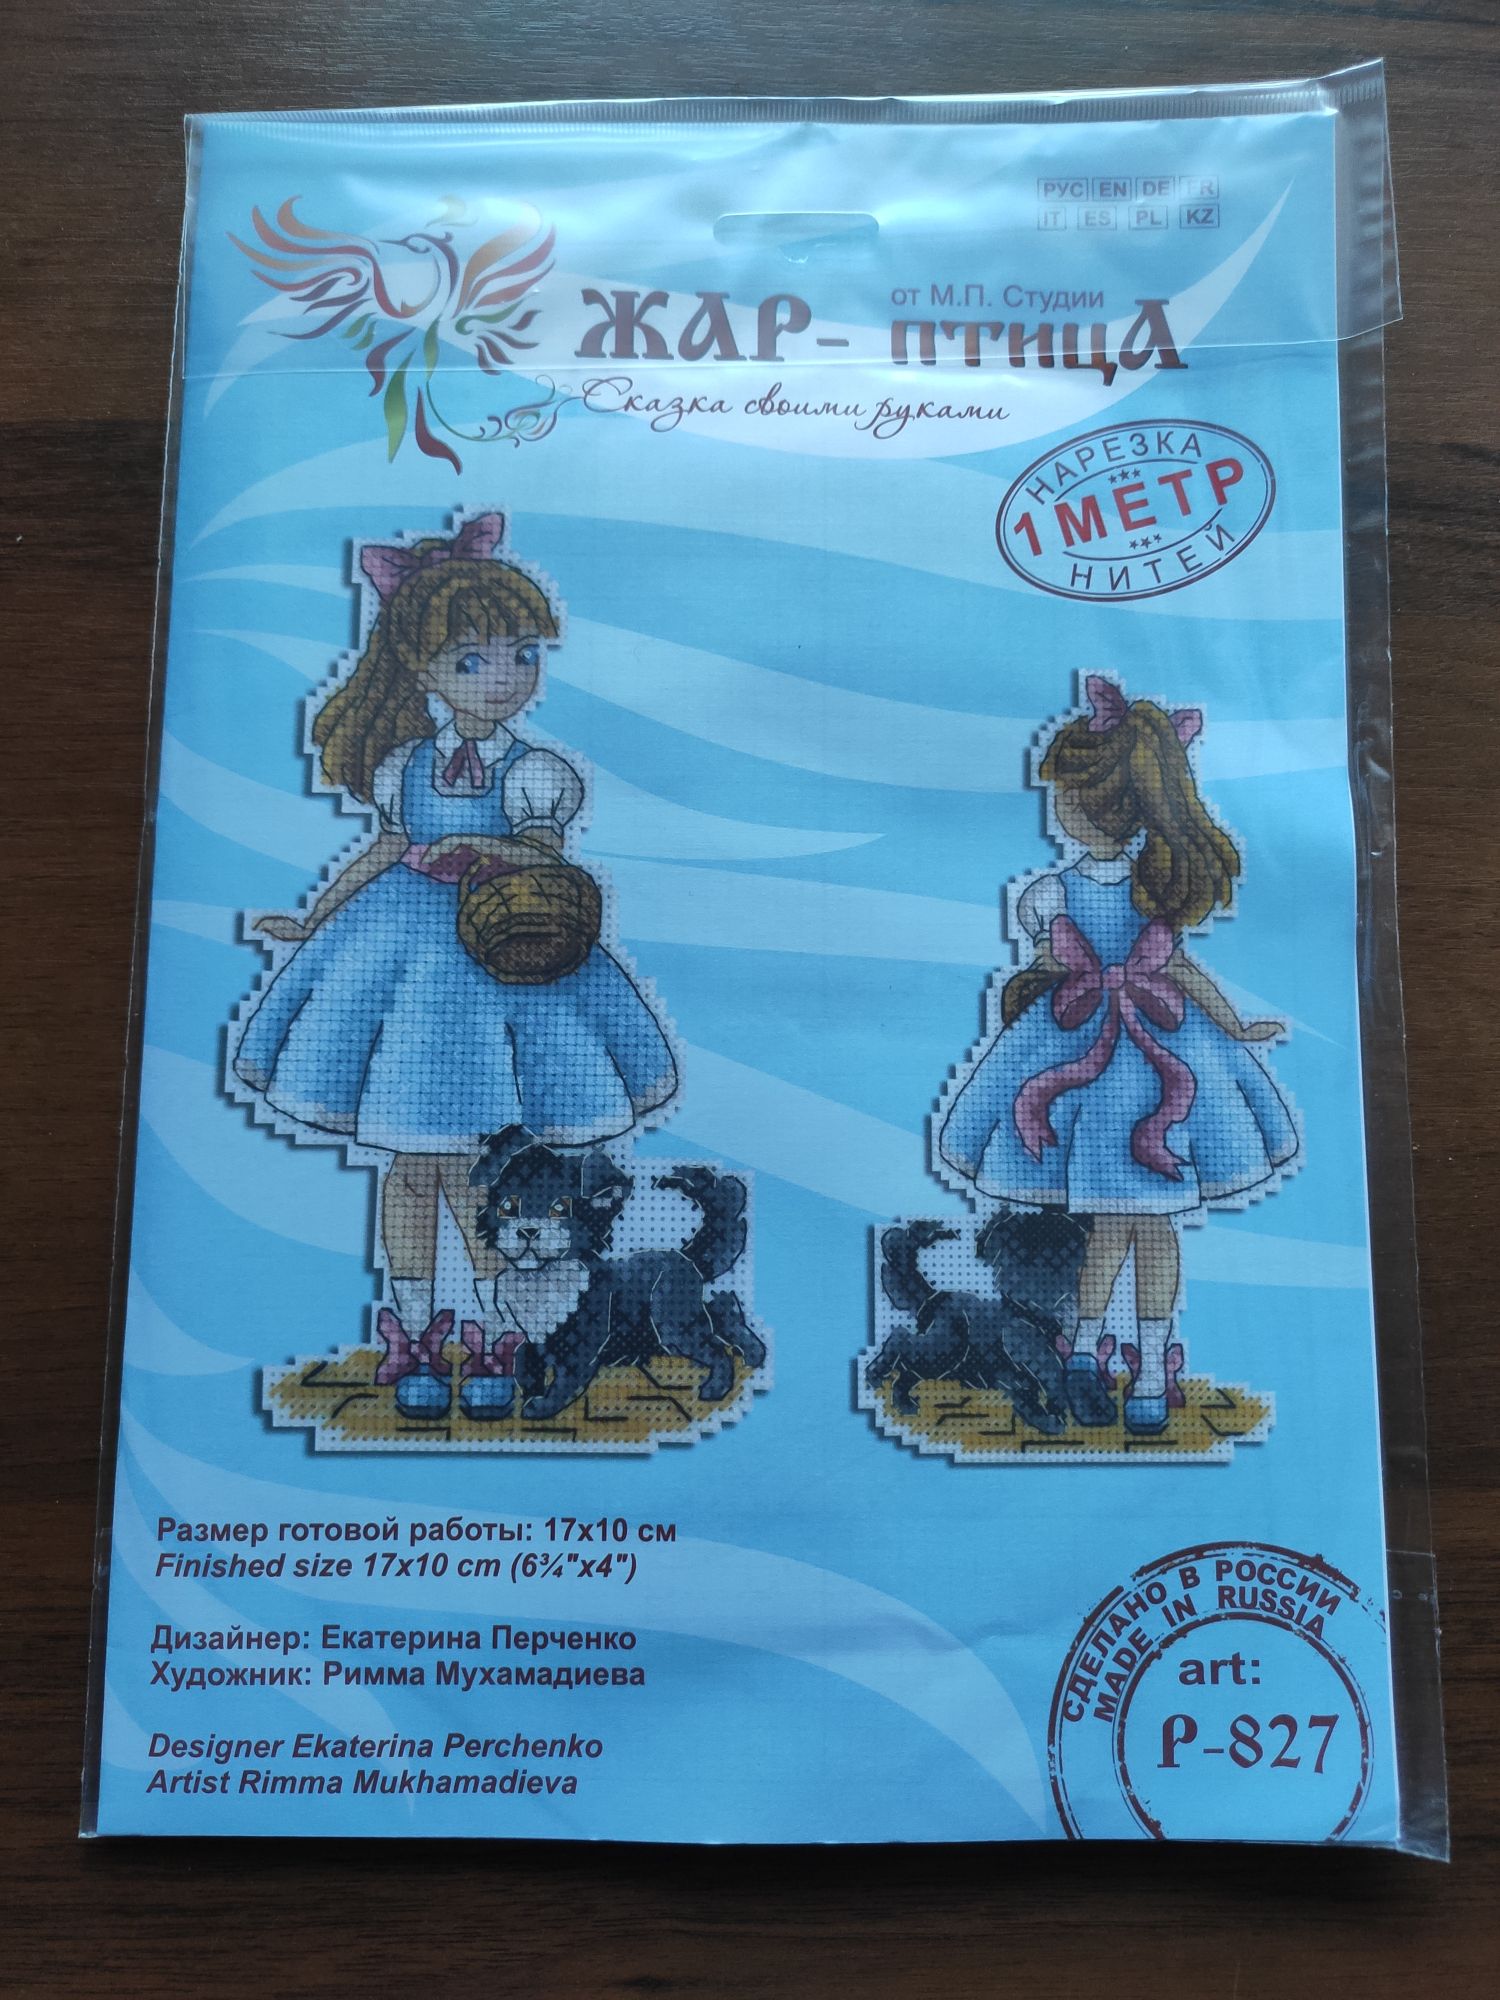 РУС EN DE FR
IT ES PL KZ
от М.П. Студии
ЖАР-ПТИЦА
Сказка своими руками
НАРЕЗКА
1 МЕТР
НИТЕЙ
Размер готовой работы: 17x10 см
Finished size 17x10 cm (6¾"x4")
Дизайнер: Екатерина Перченко
Художник: Римма Мухамадиева
Designer Ekaterina Perchenko
Artist Rimma Mukhamadieva
СДЕЛАНО В РОССИИ
MADE IN RUSSIA
art:
P-827